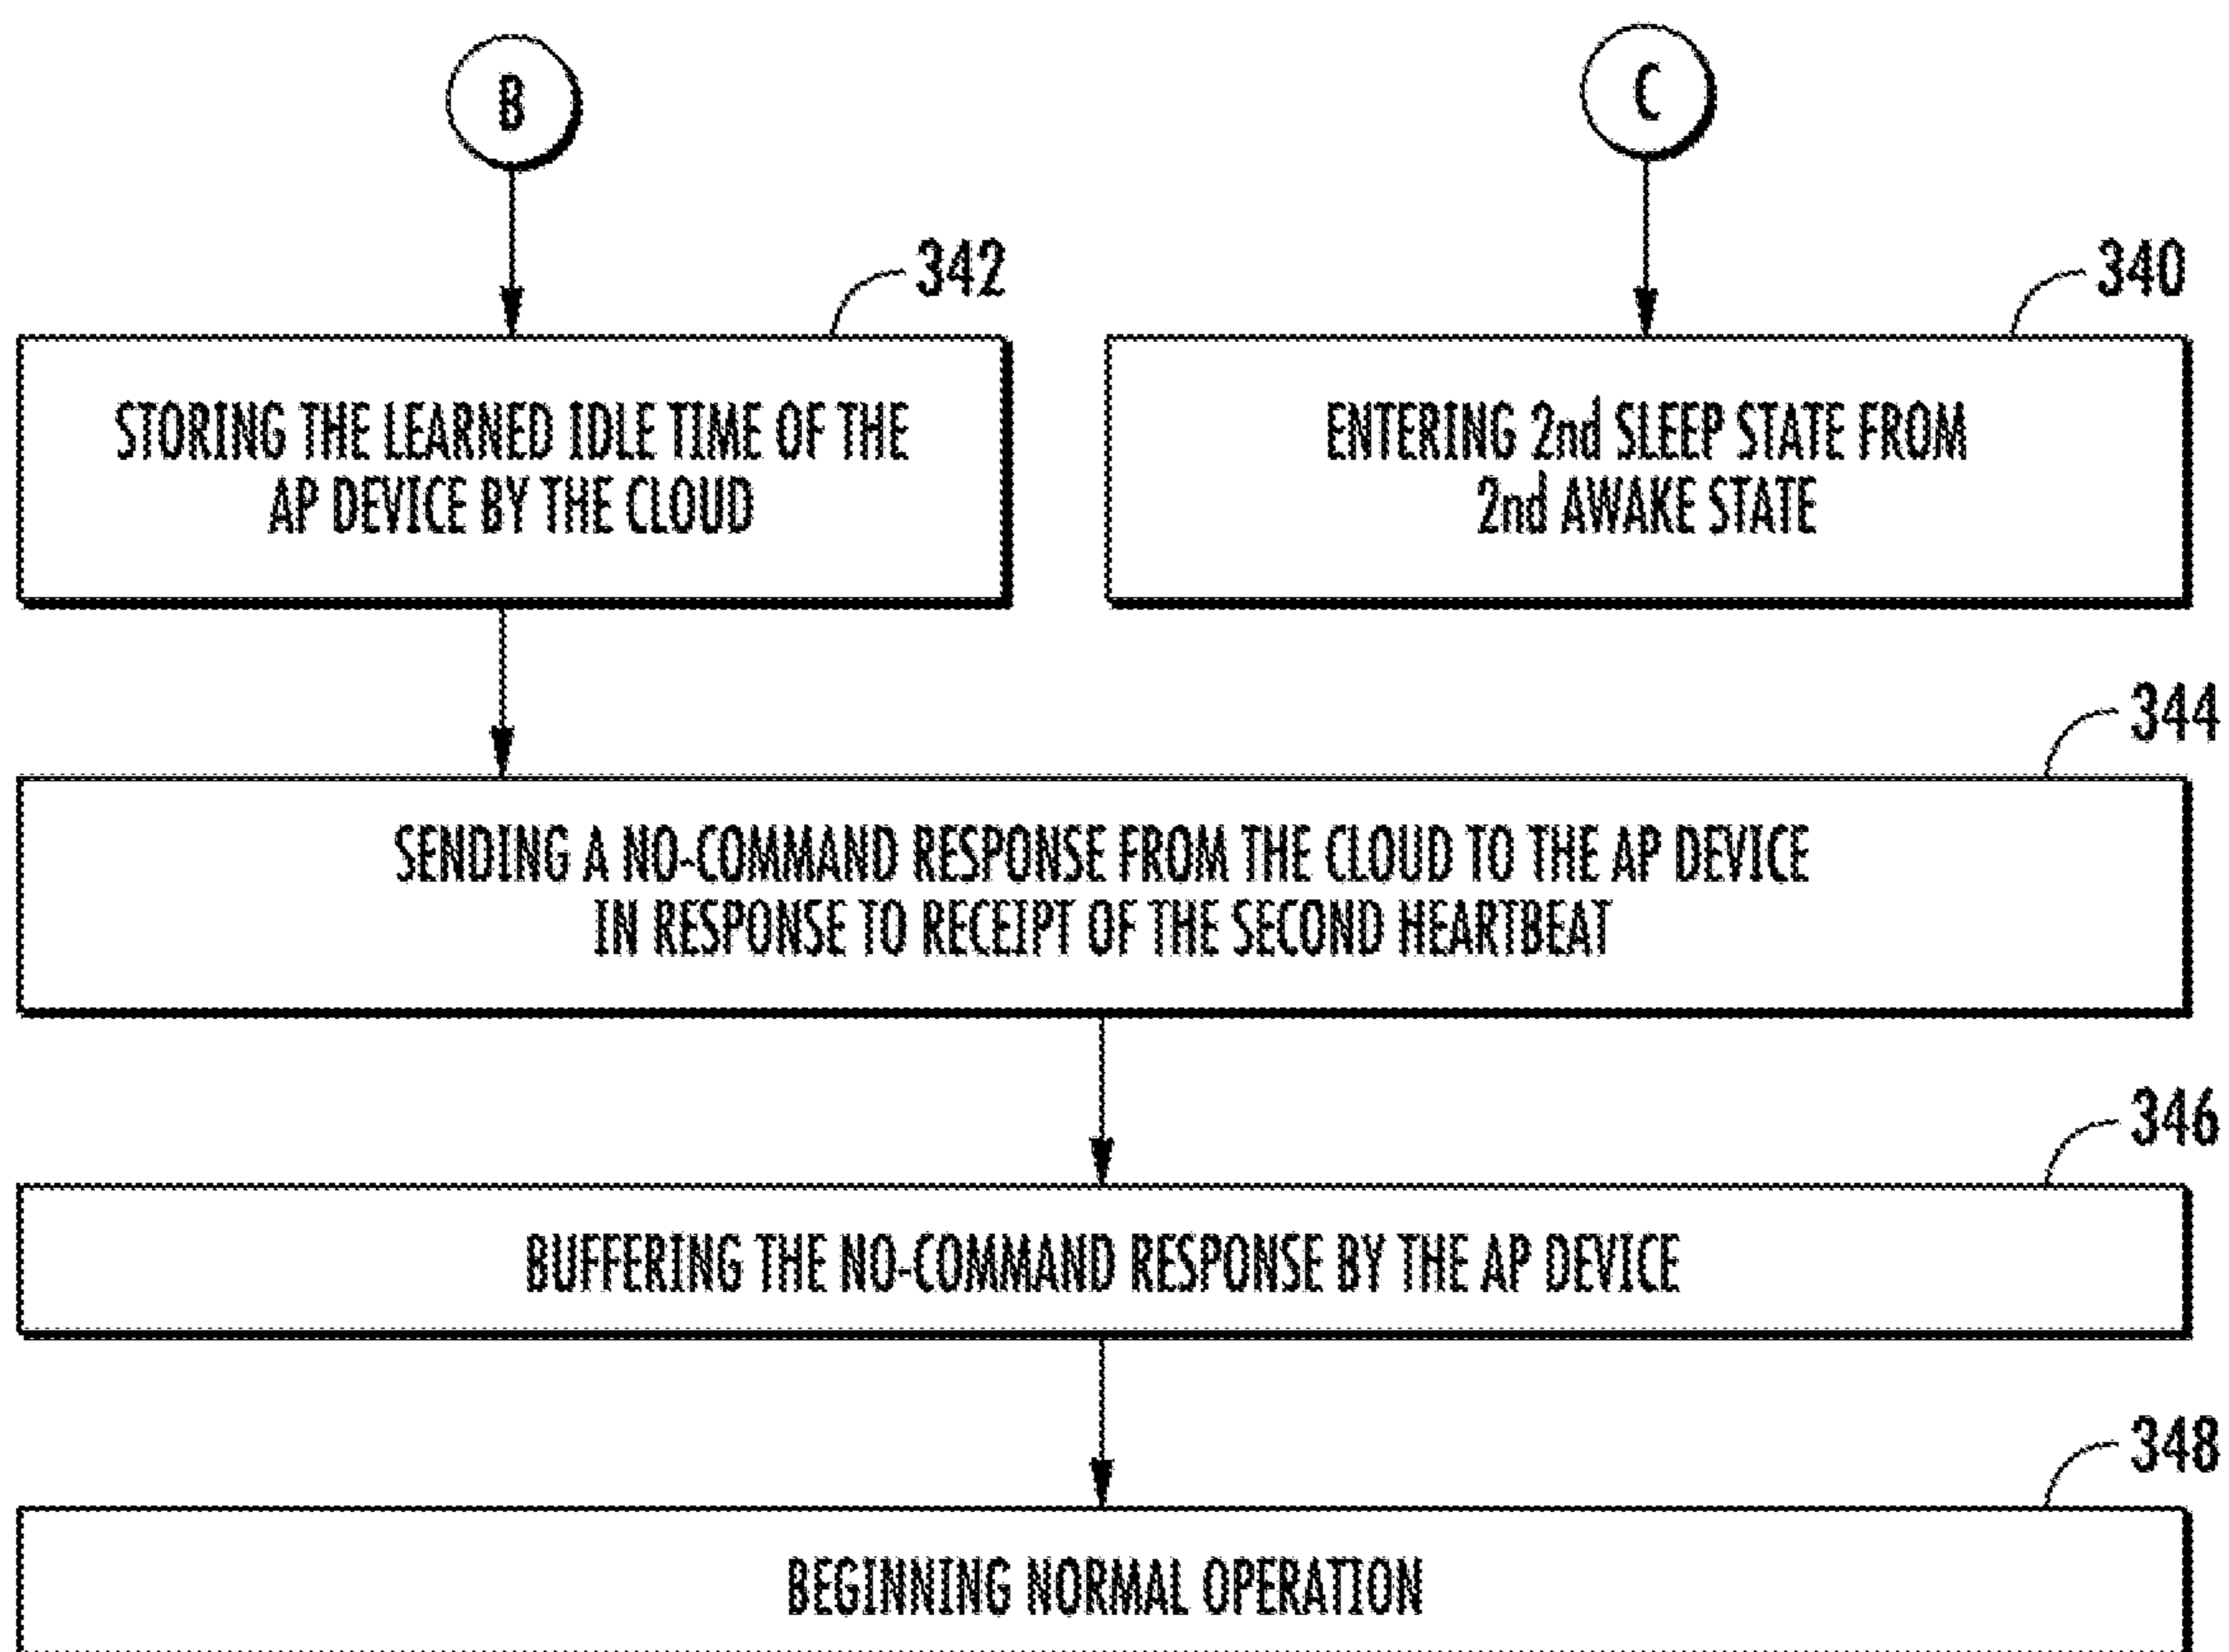 B
C
342
340
STORING THE LEARNED IDLE TIME OF THE
AP DEVICE BY THE CLOUD
ENTERING 2nd SLEEP STATE FROM
2nd AWAKE STATE
344
SENDING A NO-COMMAND RESPONSE FROM THE CLOUD TO THE AP DEVICE
IN RESPONSE TO RECEIPT OF THE SECOND HEARTBEAT
346
BUFFERING THE NO-COMMAND RESPONSE BY THE AP DEVICE
348
BEGINNING NORMAL OPERATION